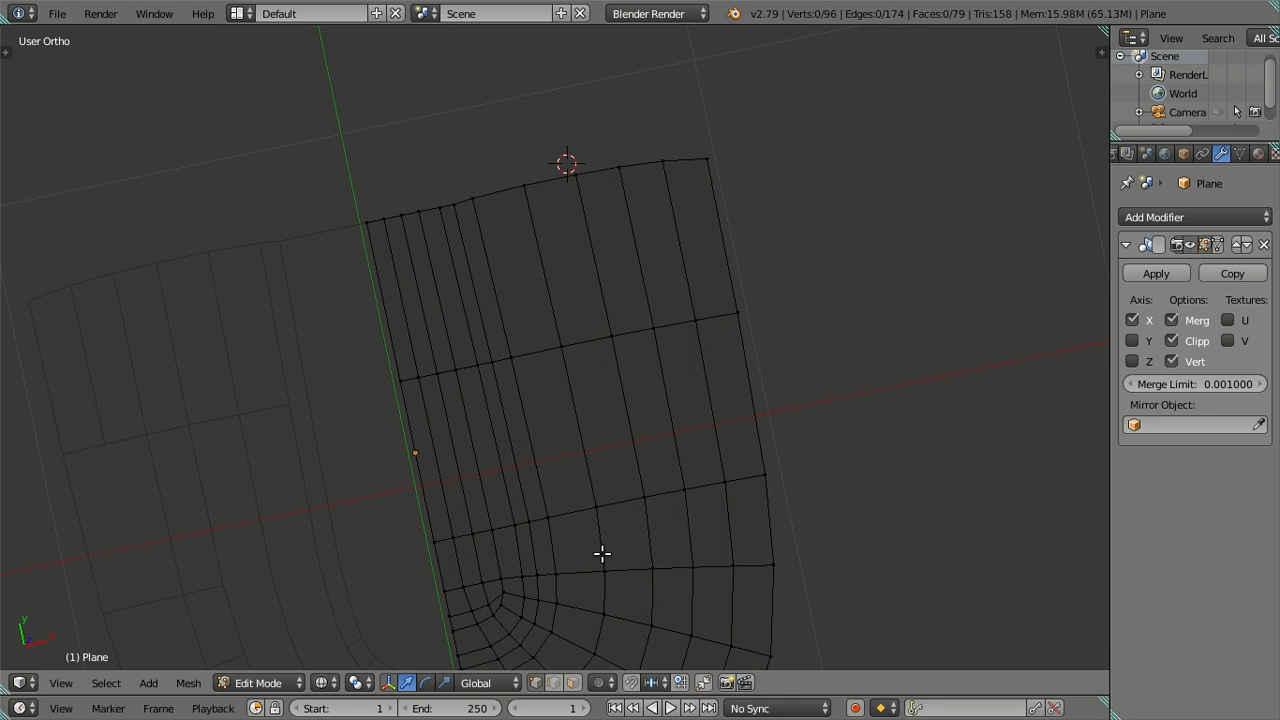 File Render Window Help Default Scene Blender Render v2.79 | Verts:0/96 | Edges:0/174 | Faces:0/79 | Tris:158 | Mem:15.98M (65.13M) | Plane
User Ortho
View Search All Sc
Scene
RenderL
World
Camera
Plane
Add Modifier
Apply Copy
Axis: Options: Textures:
X Merg U
Y Clipp V
Z Vert
Merge Limit: 0.001000
Mirror Object:
y
x
z
(1) Plane
View Select Add Mesh Edit Mode Global
View Marker Frame Playback Start: 1 End: 250 1 No Sync